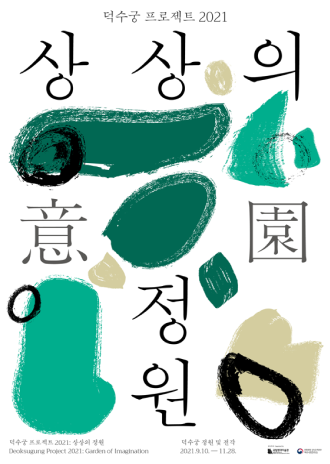 덕수궁 프로젝트 2021
상상의
意園
정원
덕수궁 프로젝트 2021: 상상의 정원
Deoksugung Project 2021: Garden of Imagination
덕수궁 정원 및 전각
2021.9.10. — 11.28.